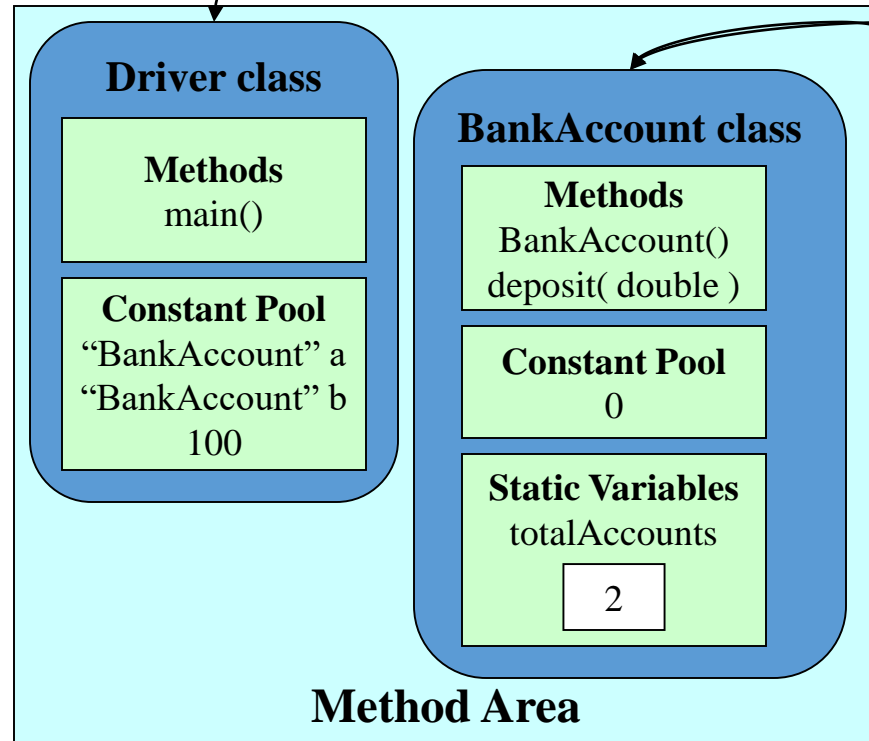 Driver class
Methods
main()
Constant Pool
“BankAccount” a
“BankAccount” b
100
BankAccount class
Methods
BankAccount()
deposit( double )
Constant Pool
0
Static Variables
totalAccounts
2
Method Area